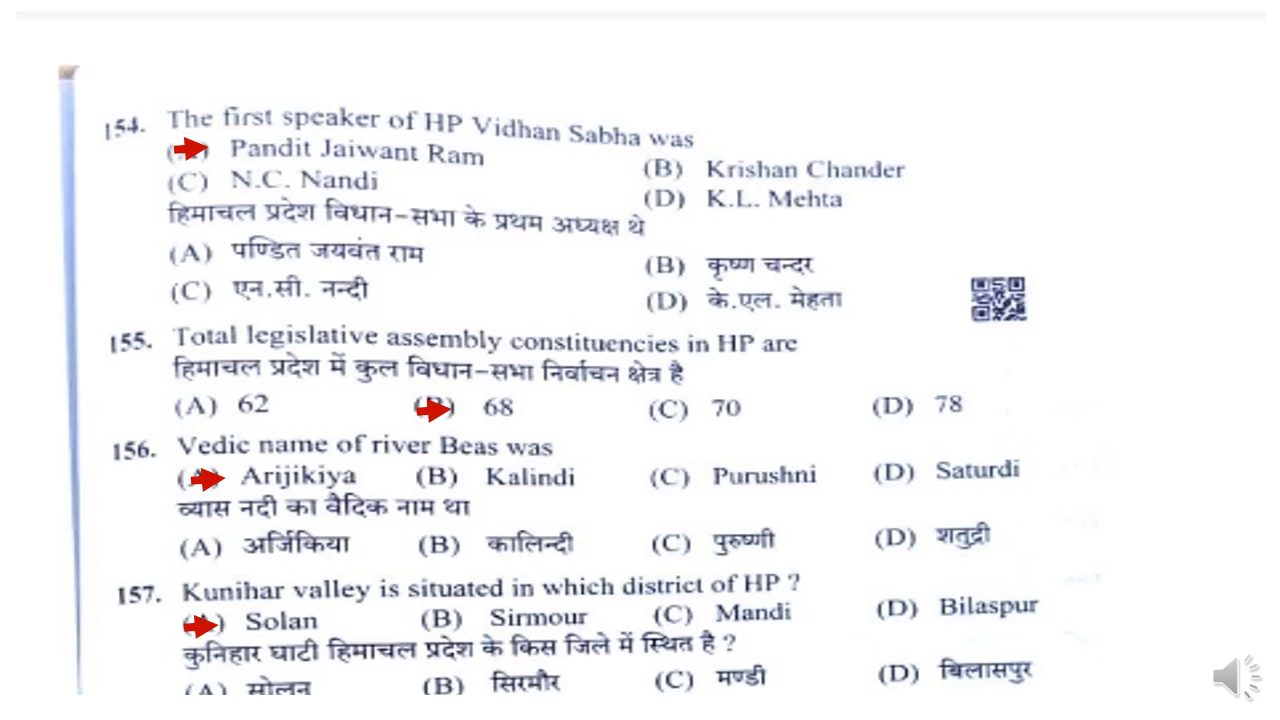 154. The first speaker of HP Vidhan Sabha was
Pandit Jaiwant Ram (B) Krishan Chander
(C) N.C. Nandi (D) K.L. Mehta
हिमाचल प्रदेश विधान-सभा के प्रथम अध्यक्ष थे
(A) पण्डित जयवंत राम (B) कृष्ण चन्दर
(C) एन.सी. नन्दी (D) के.एल. मेहता
155. Total legislative assembly constituencies in HP are
हिमाचल प्रदेश में कुल विधान-सभा निर्वाचन क्षेत्र है
(A) 62 (B) 68 (C) 70 (D) 78
156. Vedic name of river Beas was
(A) Arijikiya (B) Kalindi (C) Purushni (D) Saturdi
व्यास नदी का वैदिक नाम था
(A) अर्जिकिया (B) कालिन्दी (C) पुरुष्णी (D) शतुद्री
157. Kunihar valley is situated in which district of HP ?
(A) Solan (B) Sirmour (C) Mandi (D) Bilaspur
कुनिहार घाटी हिमाचल प्रदेश के किस जिले में स्थित है ?
(A) सोलन (B) सिरमौर (C) मण्डी (D) बिलासपुर